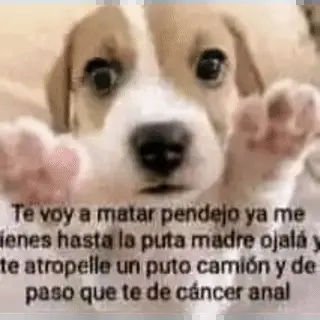 Te voy a matar pendejo ya me
ienes hasta la puta madre ojalá y
te atropelle un puto camión y de
paso que te de cáncer anal